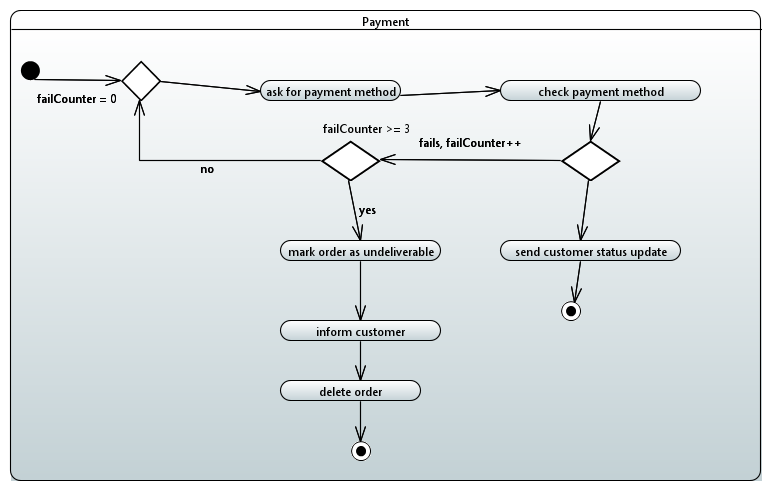 Payment
failCounter = 0
ask for payment method
check payment method
failCounter >= 3
fails, failCounter++
no
yes
mark order as undeliverable
send customer status update
inform customer
delete order